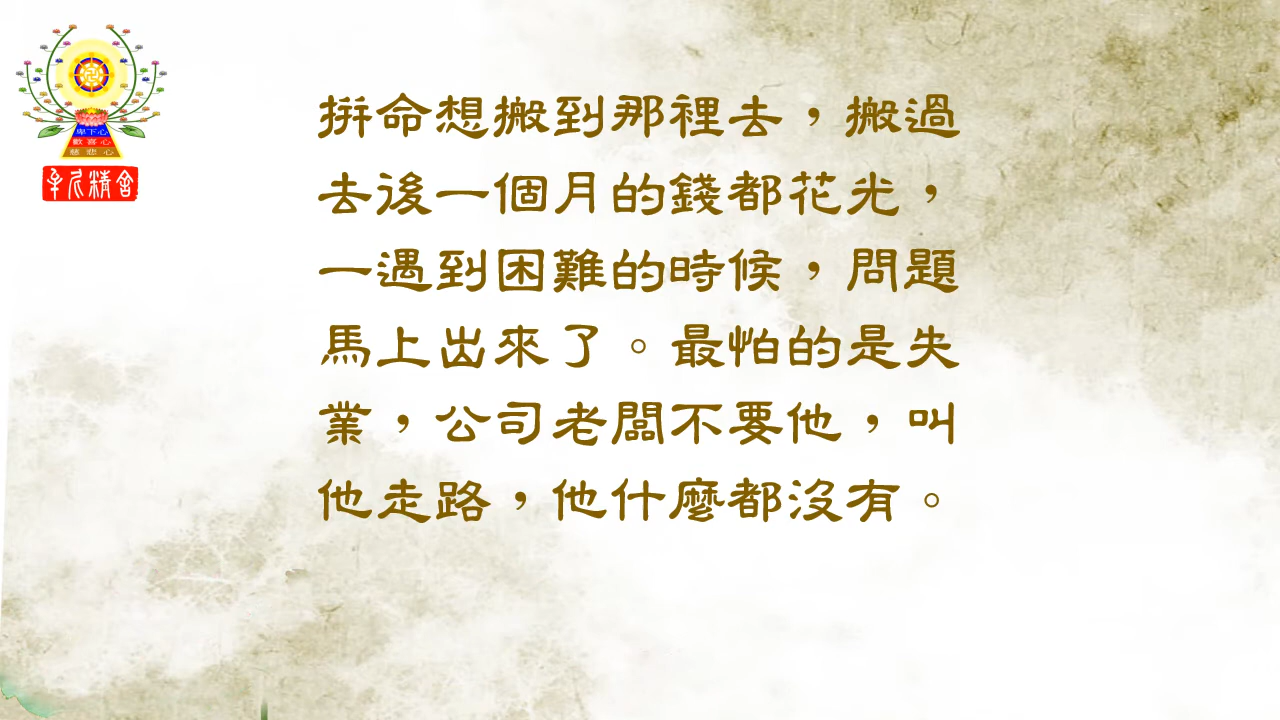 卑下心
歡喜心
慈悲心
精舍
拚命想搬到那裡去，搬過
去後一個月的錢都花光，
一遇到困難的時候，問題
馬上出來了。最怕的是失
業，公司老闆不要他，叫
他走路，他什麼都沒有。